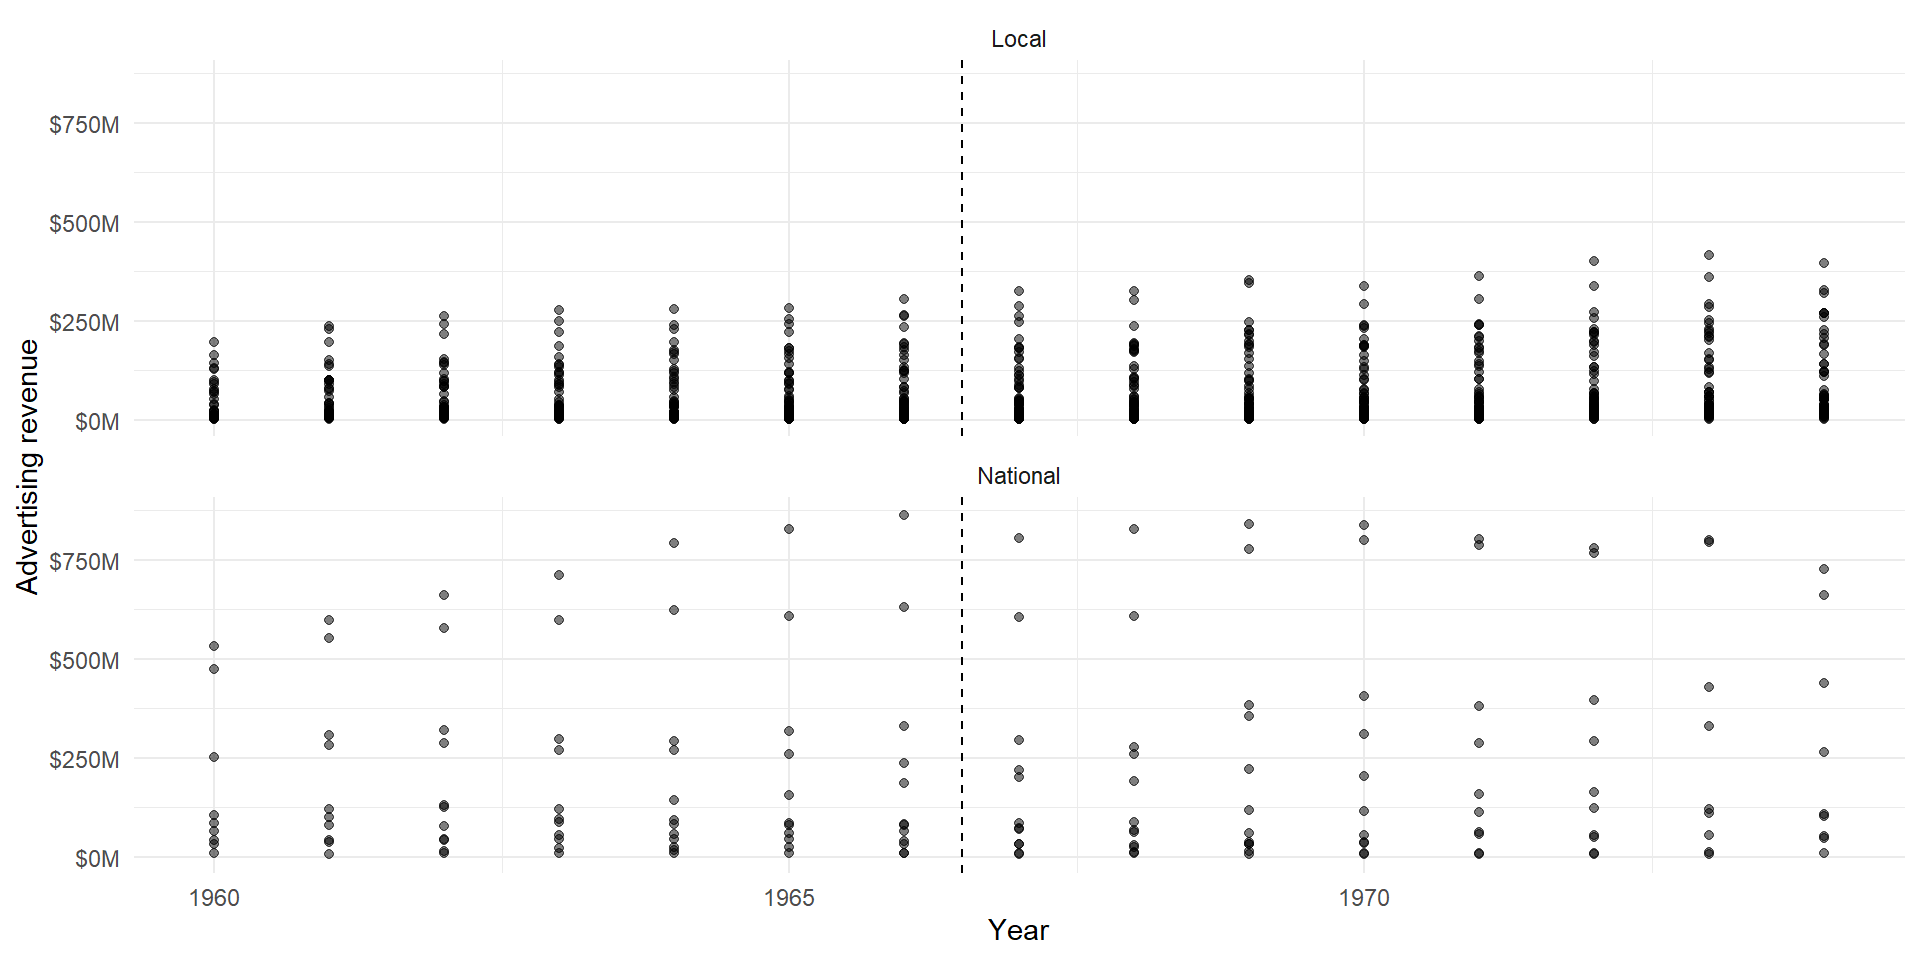 Local
$750M
$500M
$250M
$0M
Advertising revenue
National
$750M
$500M
$250M
$0M
1960 1965 1970
Year